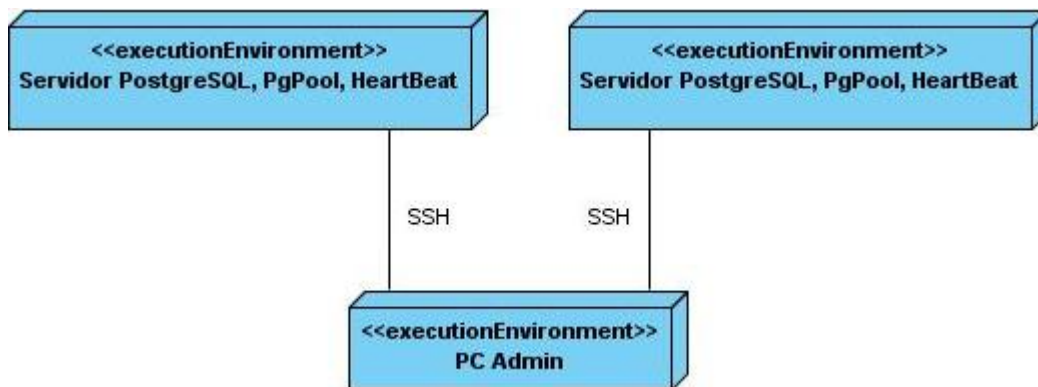 <<executionEnvironment>>
Servidor PostgreSQL, PgPool, HeartBeat
<<executionEnvironment>>
Servidor PostgreSQL, PgPool, HeartBeat
SSH
SSH
<<executionEnvironment>>
PC Admin